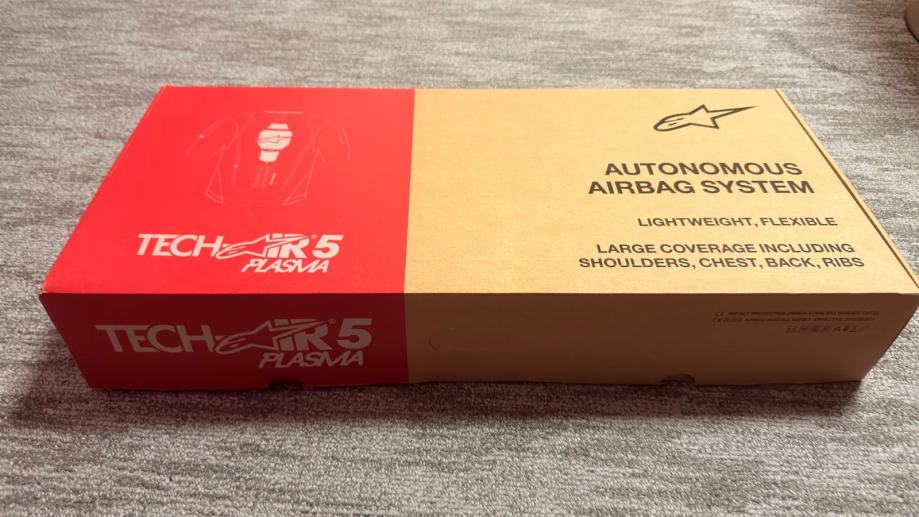 TECH-AIR® 5
PLASMA
AUTONOMOUS
AIRBAG SYSTEM
LIGHTWEIGHT, FLEXIBLE
LARGE COVERAGE INCLUDING
SHOULDERS, CHEST, BACK, RIBS
TECH-AIR® 5
PLASMA